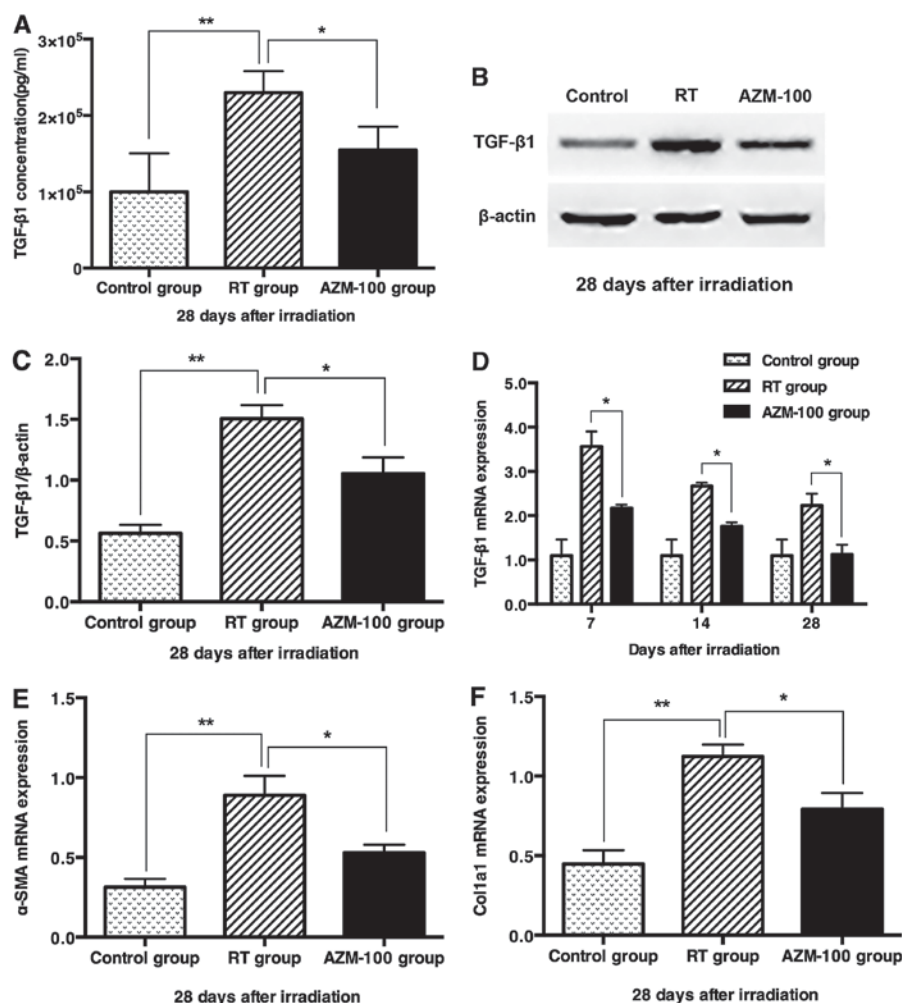 A
**
*
3×10⁵
2×10⁵
1×10⁵
0
TGF-β1 concentration(pg/ml)
Control group RT group AZM-100 group
28 days after irradiation
B
Control RT AZM-100
TGF-β1
β-actin
28 days after irradiation
C
**
*
2.0
1.5
1.0
0.5
0.0
TGF-β1/β-actin
Control group RT group AZM-100 group
28 days after irradiation
D
Control group
RT group
AZM-100 group
* * *
5.0
4.0
3.0
2.0
1.0
0.0
TGF-β1 mRNA expression
7 14 28
Days after irradiation
E
**
*
1.5
1.0
0.5
0.0
α-SMA mRNA expression
Control group RT group AZM-100 group
28 days after irradiation
F
**
*
1.5
1.0
0.5
0.0
Col1a1 mRNA expression
Control group RT group AZM-100 group
28 days after irradiation